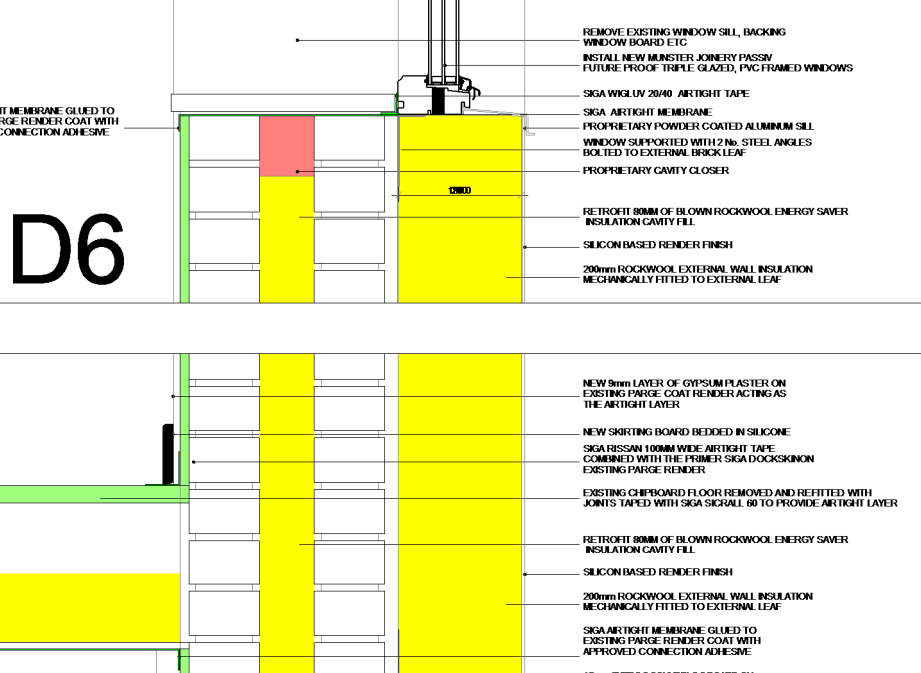 REMOVE EXISTING WINDOW SILL, BACKING
WINDOW BOARD ETC
INSTALL NEW MUNSTER JOINERY PASSIV
FUTURE PROOF TRIPLE GLAZED, PVC FRAMED WINDOWS
SIGA WIGLUV 20/40 AIRTIGHT TAPE
SIGA AIRTIGHT MEMBRANE
PROPRIETARY POWDER COATED ALUMINUM SILL
WINDOW SUPPORTED WITH 2 No. STEEL ANGLES
BOLTED TO EXTERNAL BRICK LEAF
PROPRIETARY CAVITY CLOSER
RETROFIT 80MM OF BLOWN ROCKWOOL ENERGY SAVER
INSULATION CAVITY FILL
SILICON BASED RENDER FINISH
200mm ROCKWOOL EXTERNAL WALL INSULATION
MECHANICALLY FITTED TO EXTERNAL LEAF
MEMBRANE GLUED TO
RENDER COAT WITH
CONNECTION ADHESIVE
D6
NEW 9mm LAYER OF GYPSUM PLASTER ON
EXISTING PARGE COAT RENDER ACTING AS
THE AIRTIGHT LAYER
NEW SKIRTING BOARD BEDDED IN SILICONE
SIGA RISSAN 100MM WIDE AIRTIGHT TAPE
COMBINED WITH THE PRIMER SIGA DOCKSKINON
EXISTING PARGE RENDER
EXISTING CHIPBOARD FLOOR REMOVED AND REFITTED WITH
JOINTS TAPED WITH SIGA SICRALL 60 TO PROVIDE AIRTIGHT LAYER
RETROFIT 80MM OF BLOWN ROCKWOOL ENERGY SAVER
INSULATION CAVITY FILL
SILICON BASED RENDER FINISH
200mm ROCKWOOL EXTERNAL WALL INSULATION
MECHANICALLY FITTED TO EXTERNAL LEAF
SIGA AIRTIGHT MEMBRANE GLUED TO
EXISTING PARGE RENDER COAT WITH
APPROVED CONNECTION ADHESIVE